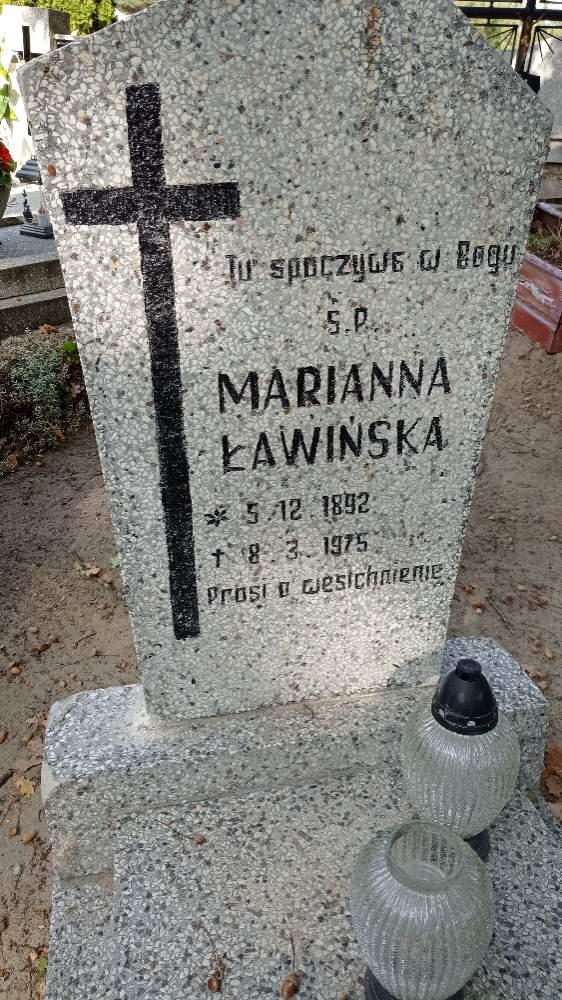 Tu spoczywa w Bogu
Ś.P.
MARIANNA
ŁAWIŃSKA
* 5.12.1892
† 8.3.1975
Prosi o westchnienie